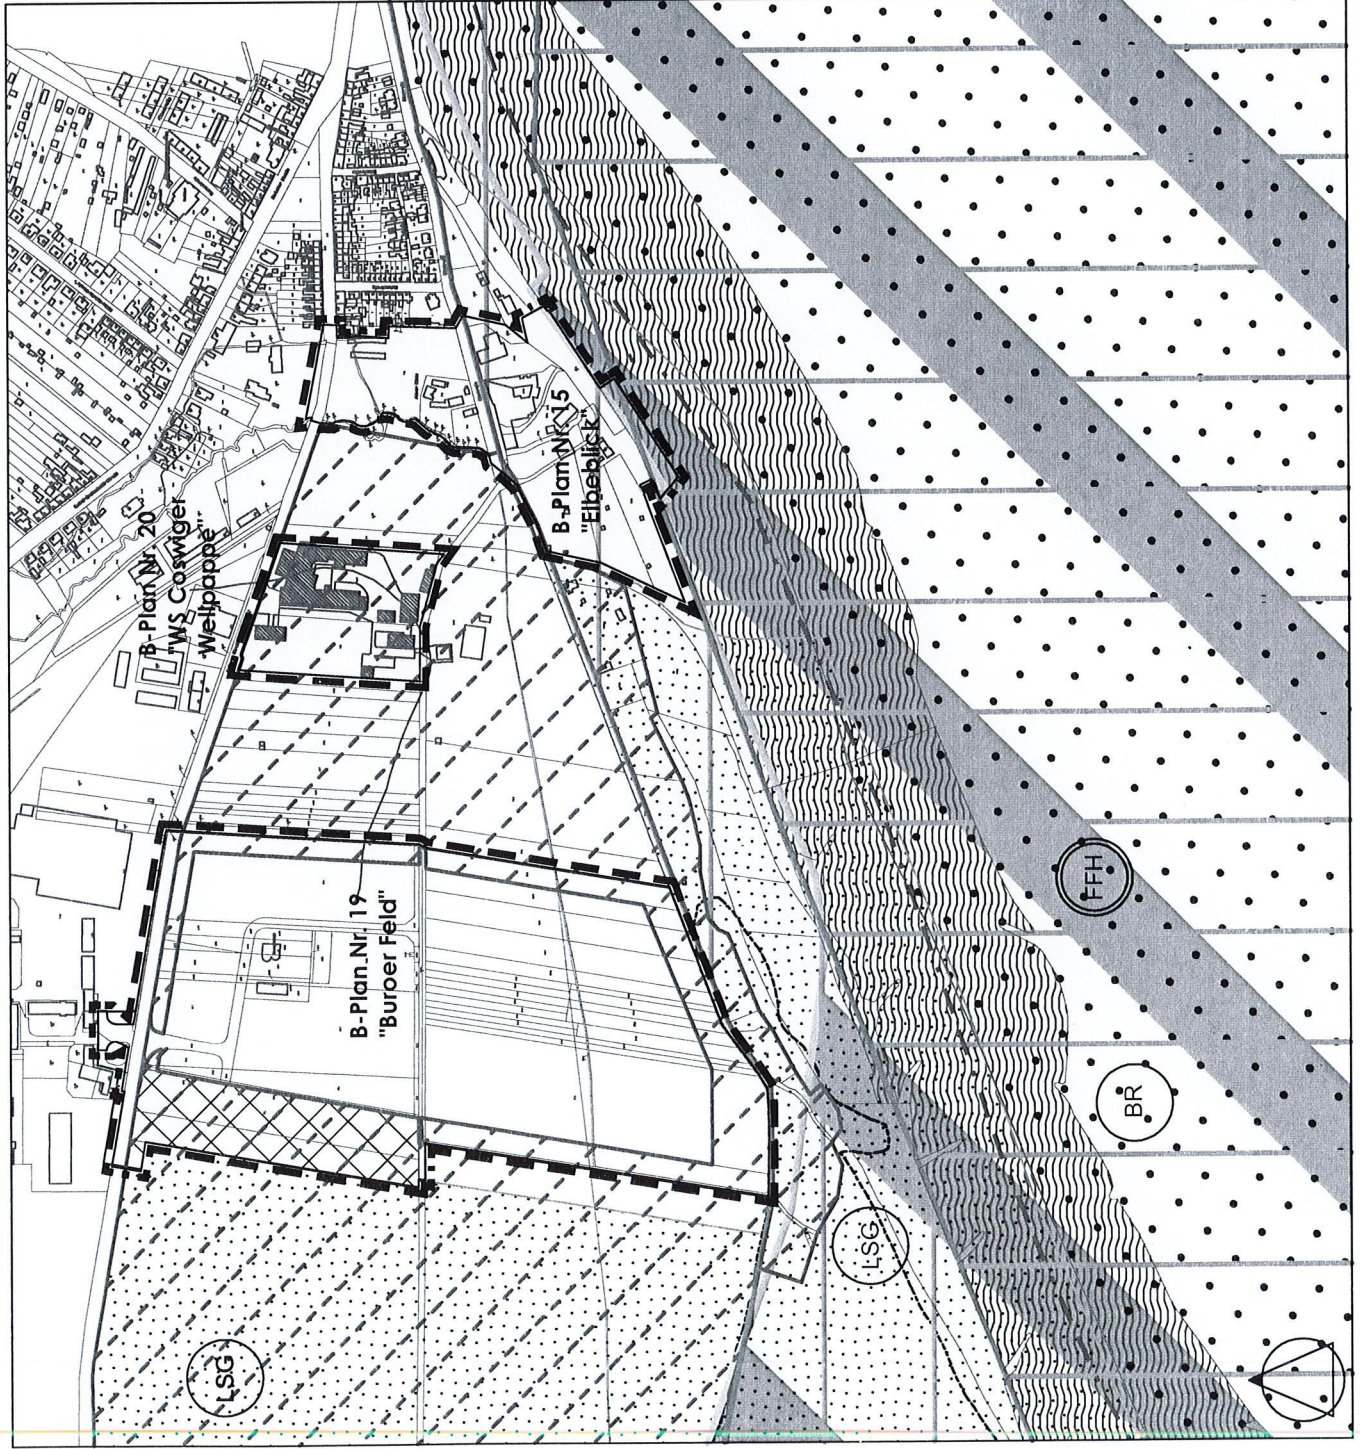 B-Plan Nr. 20
"WS Coswiger
Wellpappe"
B-Plan Nr. 15
"Elbeblick"
B-Plan Nr. 19
"Buroer Feld"
FFH
BR
LSG
LSG